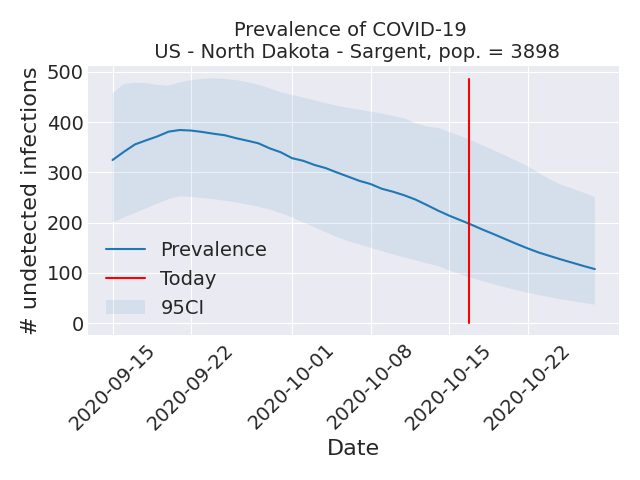 Prevalence of COVID-19
US - North Dakota - Sargent, pop. = 3898
# undetected infections
500
400
300
200
100
0
Prevalence
Today
95CI
2020-09-15
2020-09-22
2020-10-01
2020-10-08
2020-10-15
2020-10-22
Date